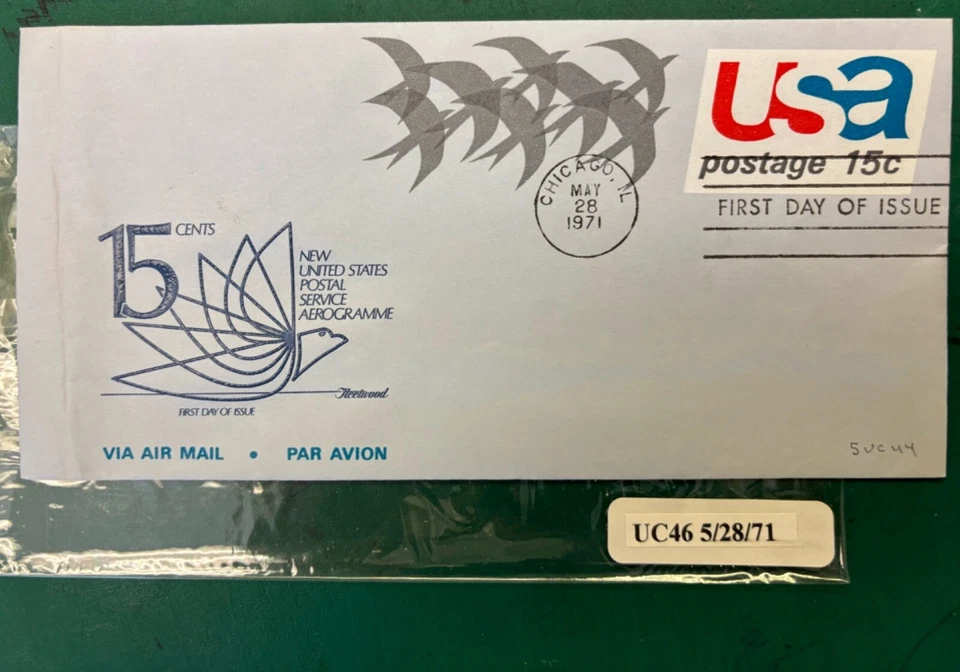 usa
postage 15c
CHICAGO, IL
MAY
28
1971
FIRST DAY OF ISSUE
15 CENTS
NEW
UNITED STATES
POSTAL
SERVICE
AEROGRAMME
Fleetwood
FIRST DAY OF ISSUE
VIA AIR MAIL • PAR AVION
5UC44
UC46 5/28/71